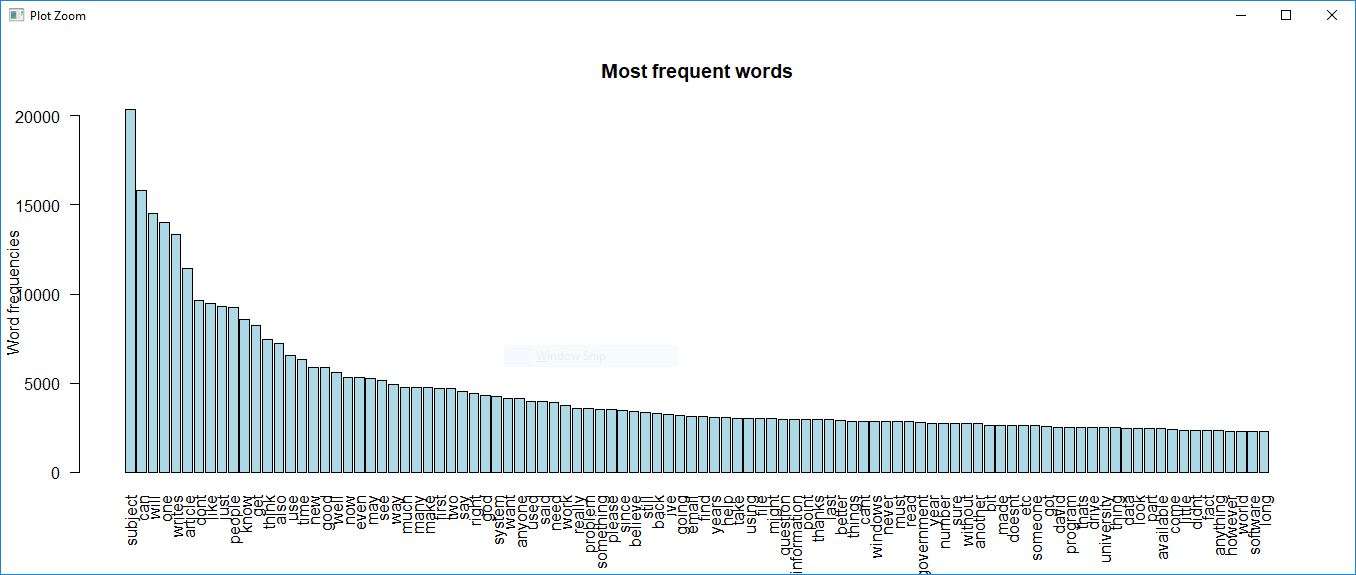 Plot Zoom
Most frequent words
Word frequencies
20000
15000
10000
5000
0
Window Snip
subject
can
will
one
writes
article
dont
like
just
people
know
get
think
also
use
time
new
good
well
now
even
may
see
way
much
many
make
first
two
say
right
god
system
want
anyone
used
said
need
work
really
problem
something
please
since
believe
still
back
ive
going
email
find
years
help
take
using
file
might
question
information
point
thanks
last
better
things
cant
windows
never
must
read
government
year
number
sure
without
another
bit
made
doesnt
etc
someone
got
david
program
thats
drive
university
thing
data
look
part
available
come
little
didnt
fact
anything
however
world
software
long